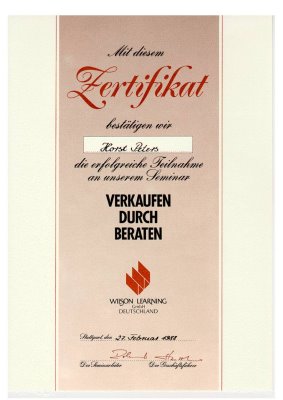 Mit diesem
Zertifikat
bestätigen wir
Horst Peters
die erfolgreiche Teilnahme
an unserem Seminar
VERKAUFEN
DURCH
BERATEN
WILSON LEARNING
GmbH
DEUTSCHLAND
Stuttgart, den 27. Februar 1981
Der Seminarleiter Der Geschäftsführer